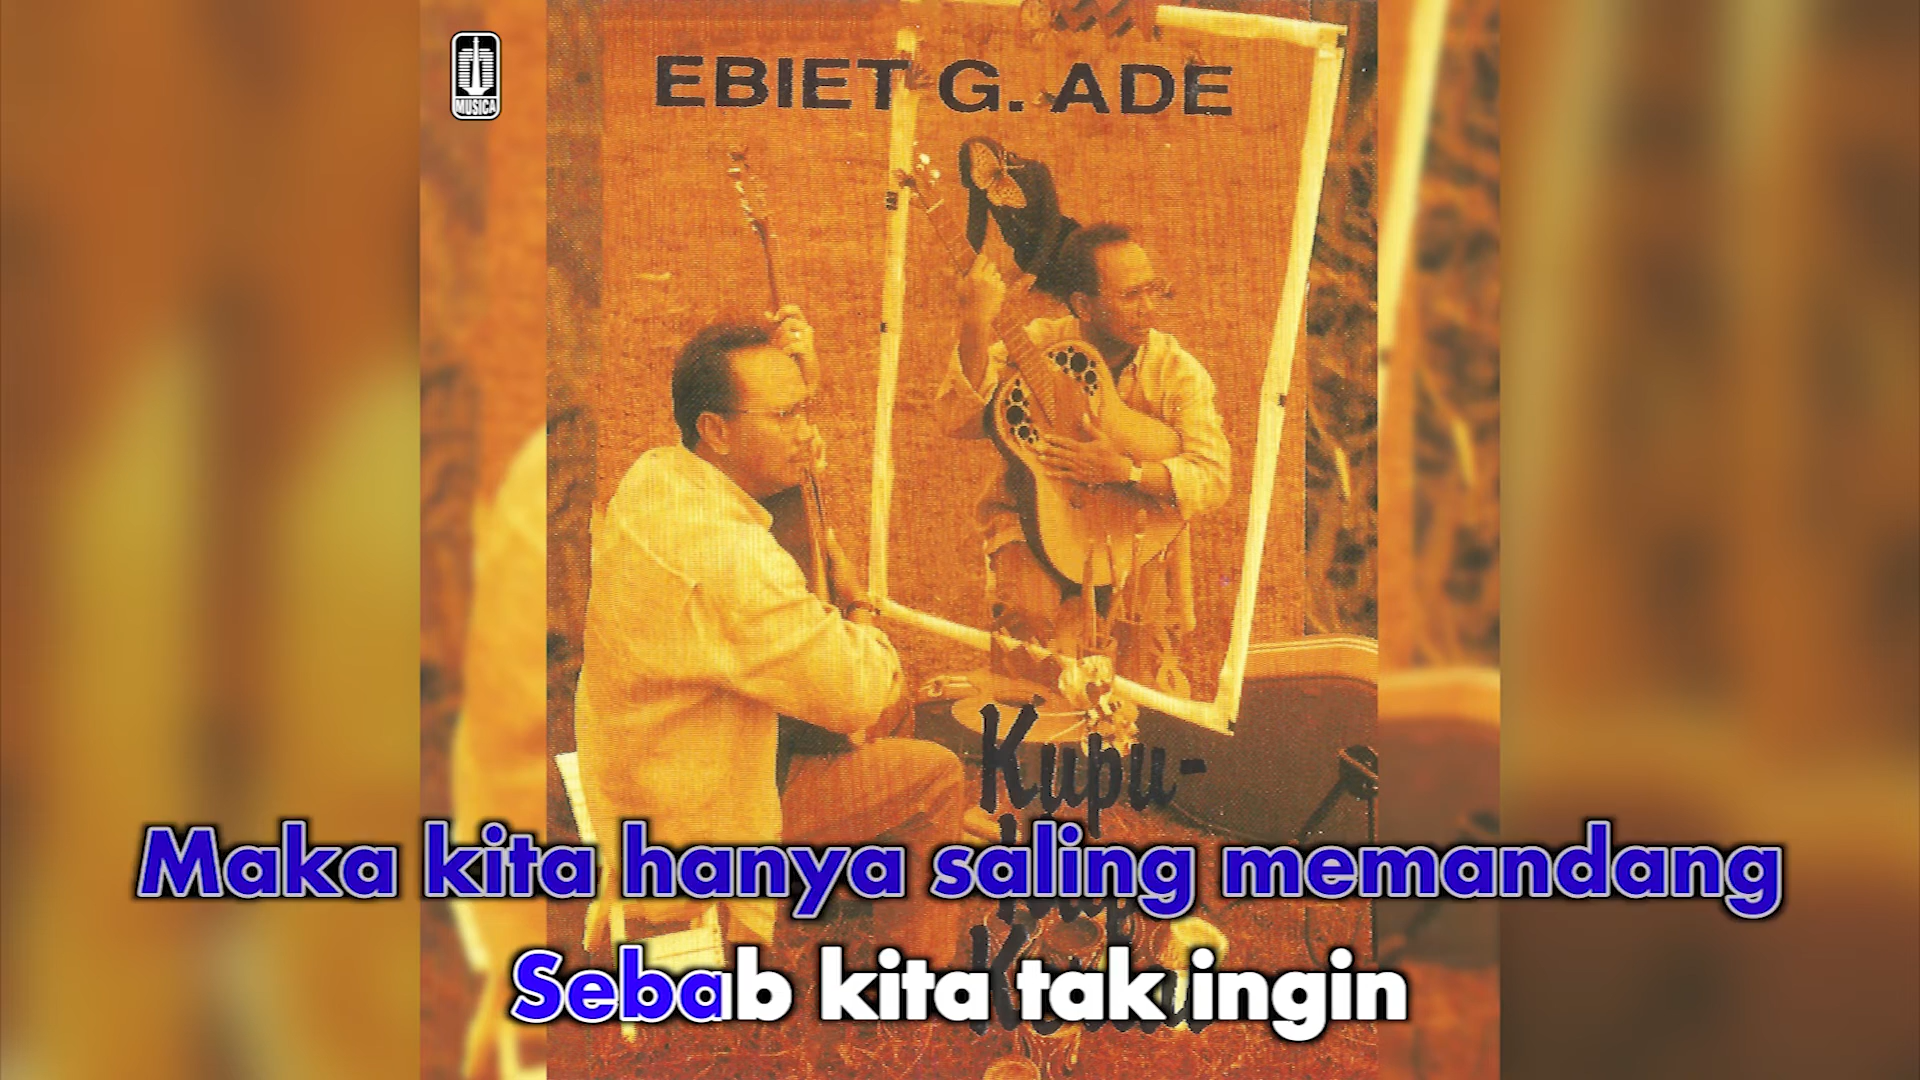 MUSICA
EBIET G. ADE
Kupu-
Maka kita hanya saling memandang
Sebab kita tak ingin